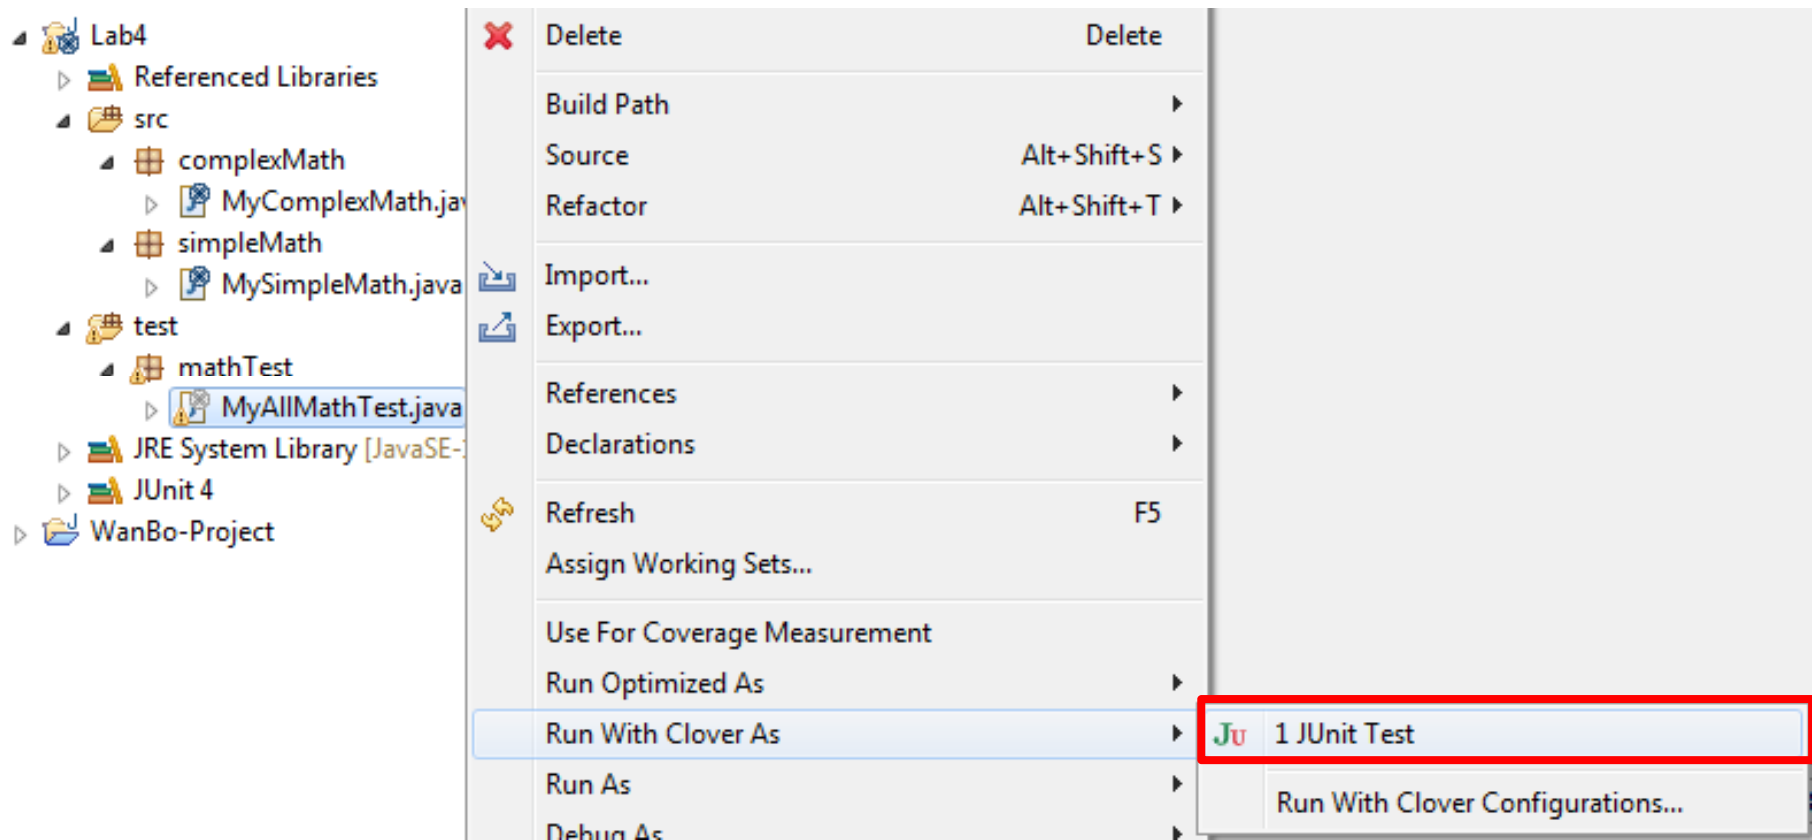 Lab4
Referenced Libraries
src
complexMath
MyComplexMath.jav
simpleMath
MySimpleMath.java
test
mathTest
MyAllMathTest.java
JRE System Library [JavaSE-
JUnit 4
WanBo-Project
Delete Delete
Build Path
Source Alt+Shift+S
Refactor Alt+Shift+T
Import...
Export...
References
Declarations
Refresh F5
Assign Working Sets...
Use For Coverage Measurement
Run Optimized As
Run With Clover As
Run As
Debug As
JU 1 JUnit Test
Run With Clover Configurations...